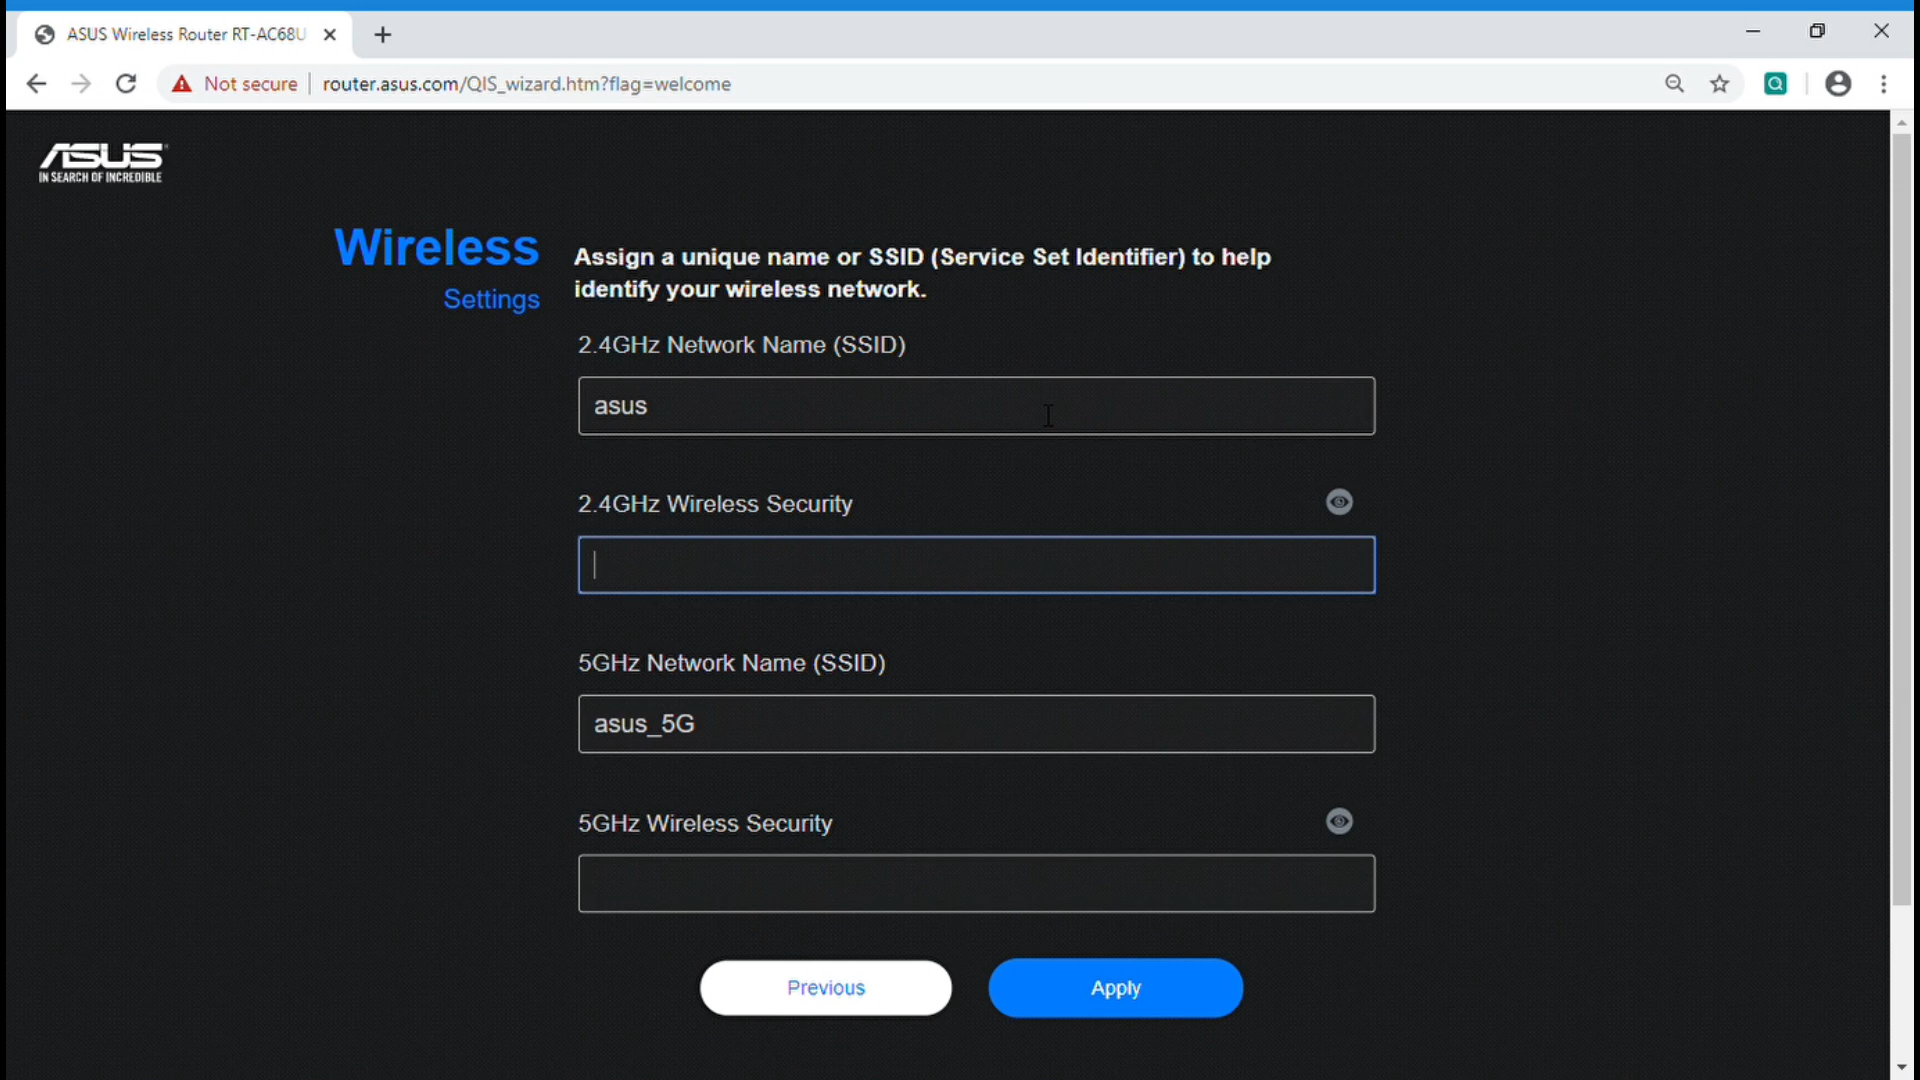 ASUS Wireless Router RT-AC68U
Not secure
router.asus.com/QIS_wizard.htm?flag=welcome
ASUS
IN SEARCH OF INCREDIBLE
Wireless
Settings
Assign a unique name or SSID (Service Set Identifier) to help
identify your wireless network.
2.4GHz Network Name (SSID)
asus
2.4GHz Wireless Security
5GHz Network Name (SSID)
asus_5G
5GHz Wireless Security
Previous
Apply